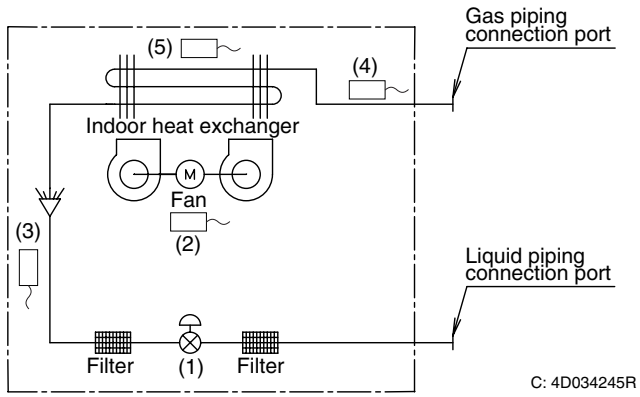 Gas piping
connection port
(5)
(4)
Indoor heat exchanger
M
Fan
(2)
(3)
Liquid piping
connection port
Filter
(1)
Filter
C: 4D034245R